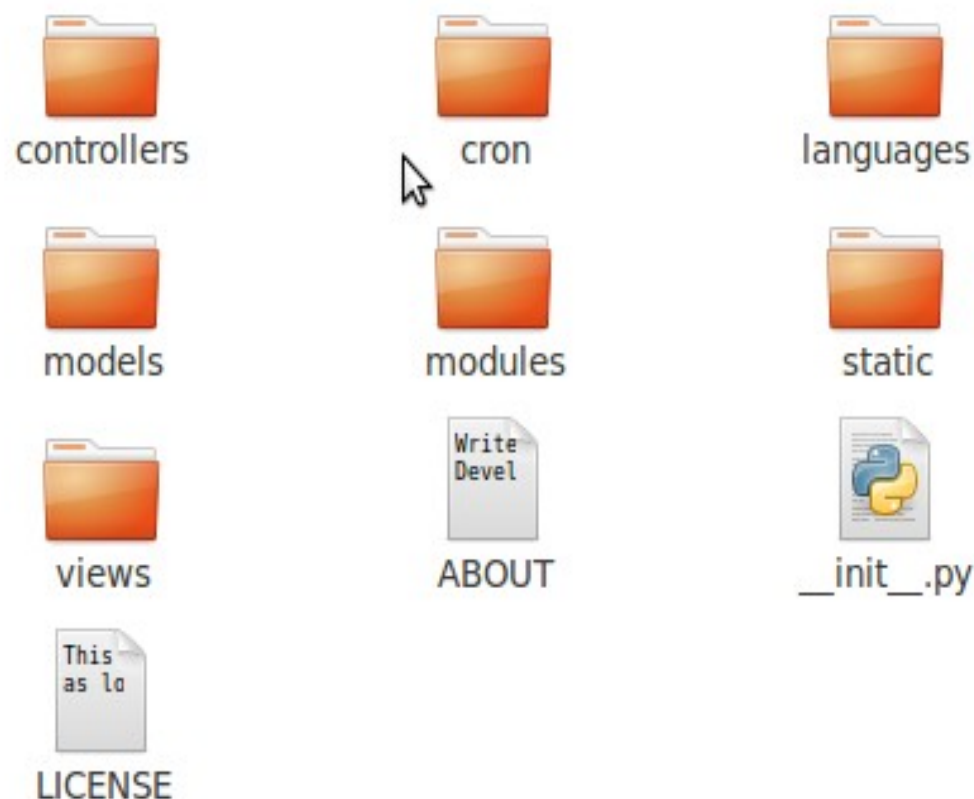 controllers
cron
languages
models
modules
static
Write
Devel
views
ABOUT
__init__.py
This
as lo
LICENSE